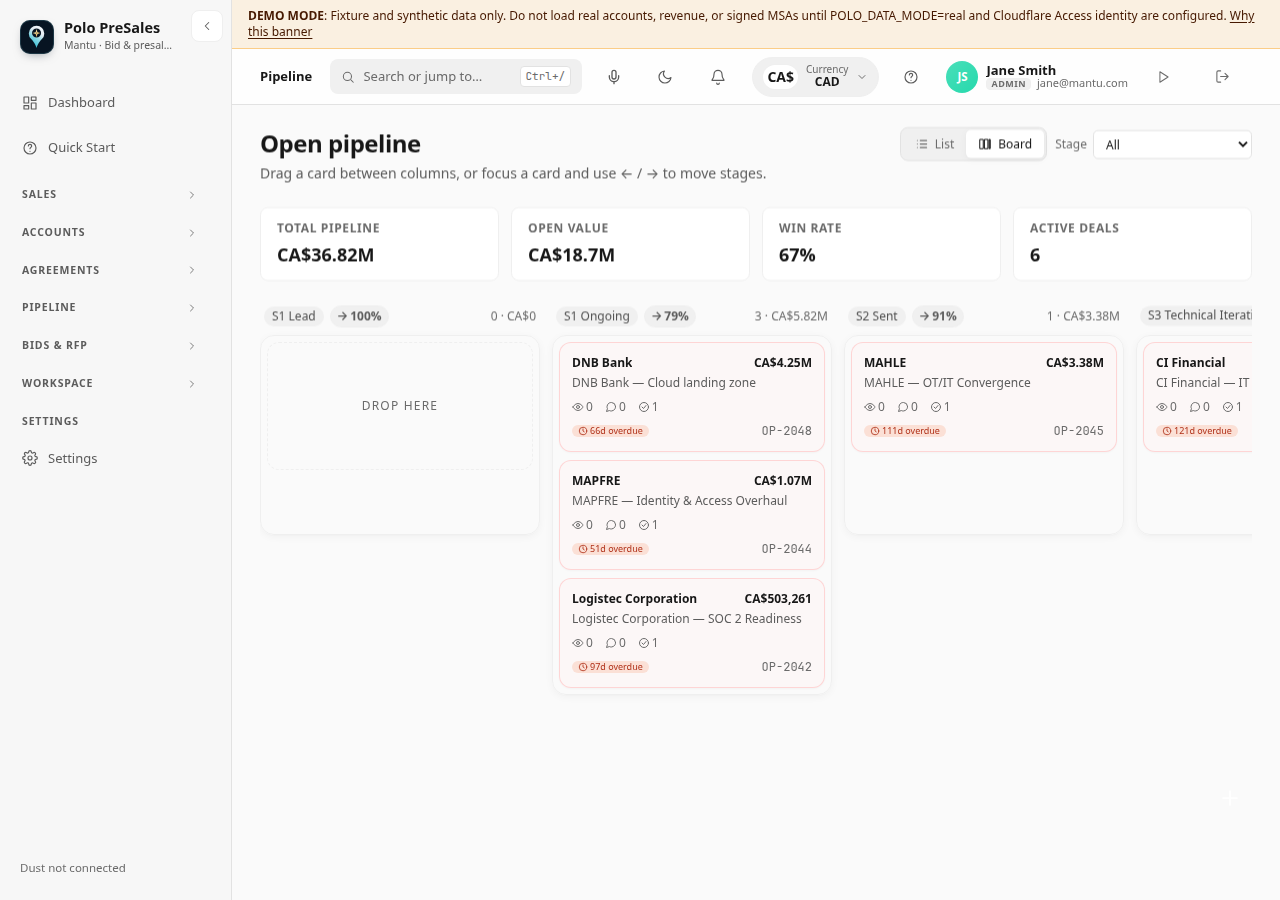 Polo PreSales
Mantu · Bid & presal...
Dashboard
Quick Start
SALES
ACCOUNTS
AGREEMENTS
PIPELINE
BIDS & RFP
WORKSPACE
SETTINGS
Settings
Dust not connected
DEMO MODE: Fixture and synthetic data only. Do not load real accounts, revenue, or signed MSAs until POLO_DATA_MODE=real and Cloudflare Access identity are configured. Why
this banner
Pipeline
Search or jump to...
Ctrl+/
CA$
Currency
CAD
JS
Jane Smith
ADMIN jane@mantu.com
Open pipeline
Drag a card between columns, or focus a card and use ← / → to move stages.
List
Board
Stage
All
TOTAL PIPELINE
CA$36.82M
OPEN VALUE
CA$18.7M
WIN RATE
67%
ACTIVE DEALS
6
S1 Lead → 100% 0 · CA$0
DROP HERE
S1 Ongoing → 79% 3 · CA$5.82M
DNB Bank CA$4.25M
DNB Bank — Cloud landing zone
0 0 1
66d overdue OP-2048
MAPFRE CA$1.07M
MAPFRE — Identity & Access Overhaul
0 0 1
51d overdue OP-2044
Logistec Corporation CA$503,261
Logistec Corporation — SOC 2 Readiness
0 0 1
97d overdue OP-2042
S2 Sent → 91% 1 · CA$3.38M
MAHLE CA$3.38M
MAHLE — OT/IT Convergence
0 0 1
111d overdue OP-2045
S3 Technical Iterati
CI Financial
CI Financial — IT
0 0 1
121d overdue